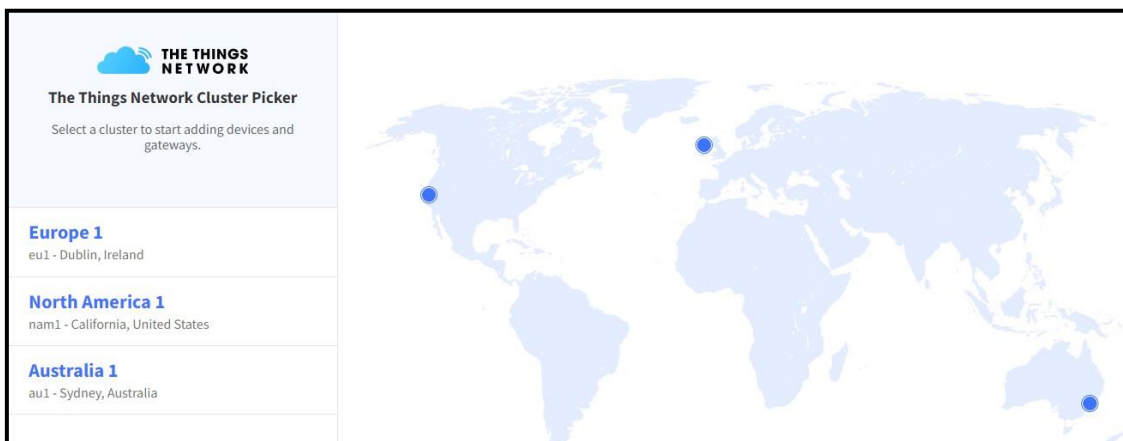 THE THINGS
NETWORK
The Things Network Cluster Picker
Select a cluster to start adding devices and
gateways.
Europe 1
eu1 - Dublin, Ireland
North America 1
nam1 - California, United States
Australia 1
au1 - Sydney, Australia